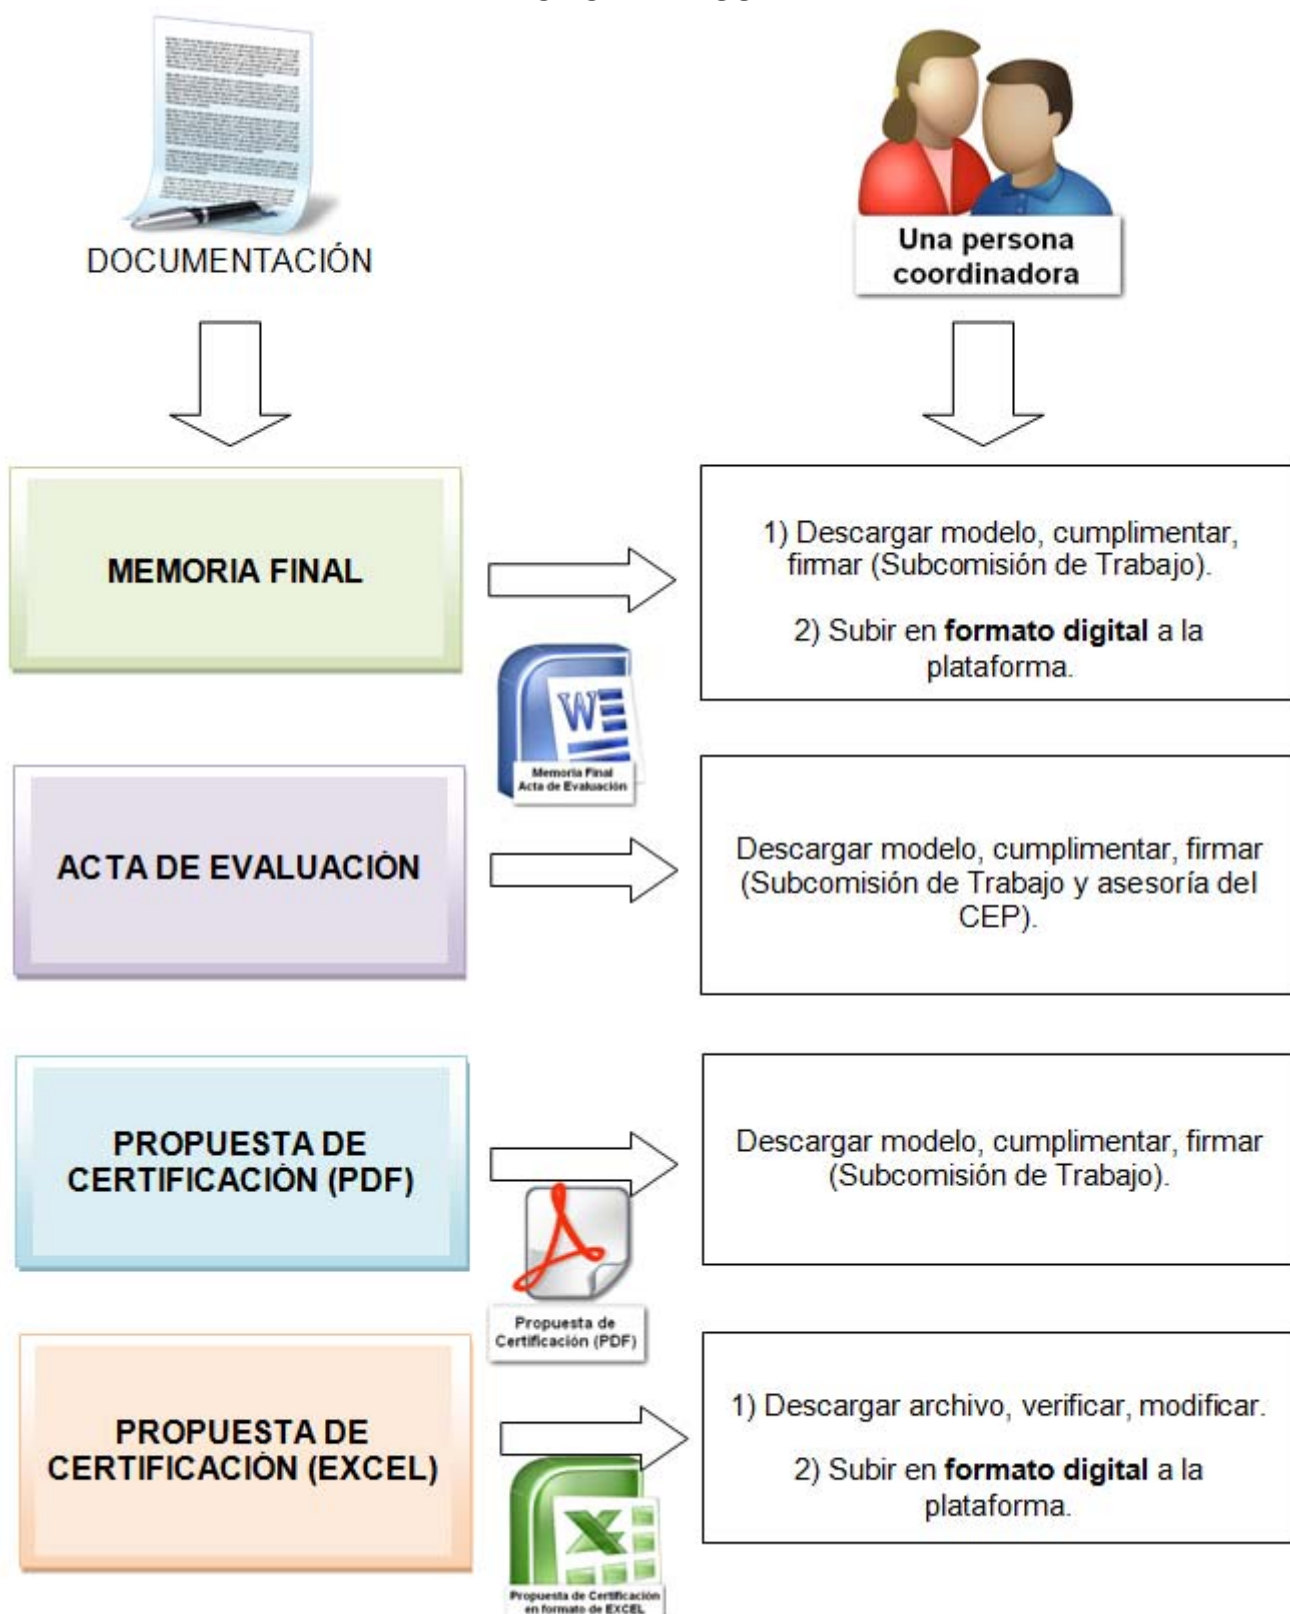 DOCUMENTACIÓN
Una persona
coordinadora
MEMORIA FINAL
1) Descargar modelo, cumplimentar,
firmar (Subcomisión de Trabajo).
2) Subir en formato digital a la
plataforma.
Memoria Final
Acta de Evaluación
ACTA DE EVALUACIÓN
Descargar modelo, cumplimentar, firmar
(Subcomisión de Trabajo y asesoría del
CEP).
PROPUESTA DE
CERTIFICACIÓN (PDF)
Descargar modelo, cumplimentar, firmar
(Subcomisión de Trabajo).
Propuesta de
Certificación (PDF)
PROPUESTA DE
CERTIFICACIÓN (EXCEL)
1) Descargar archivo, verificar, modificar.
2) Subir en formato digital a la
plataforma.
Propuesta de Certificación
en formato de EXCEL